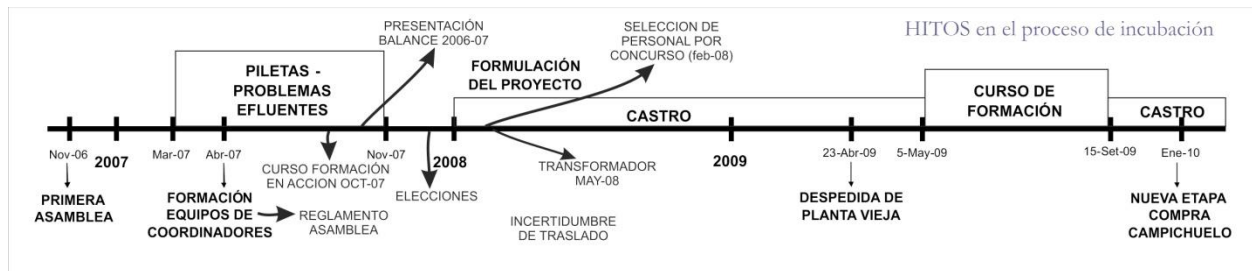 HITOS en el proceso de incubación
PRESENTACIÓN
BALANCE 2006-07
SELECCION DE
PERSONAL POR
CONCURSO (feb-08)
PILETAS -
PROBLEMAS
EFLUENTES
FORMULACIÓN
DEL PROYECTO
CASTRO
CURSO DE
FORMACIÓN
CASTRO
Nov-06
2007
Mar-07
Abr-07
Nov-07
2008
2009
23-Abr-09
5-May-09
15-Set-09
Ene-10
PRIMERA
ASAMBLEA
FORMACIÓN
EQUIPOS DE
COORDINADORES
CURSO FORMACIÓN
EN ACCION OCT-07
REGLAMENTO
ASAMBLEA
ELECCIONES
TRANSFORMADOR
MAY-08
INCERTIDUMBRE
DE TRASLADO
DESPEDIDA DE
PLANTA VIEJA
NUEVA ETAPA
COMPRA
CAMPICHUELO